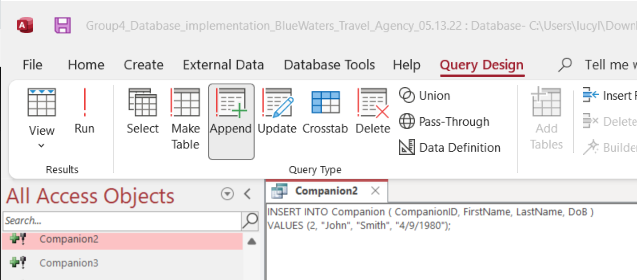 Group4_Database_implementation_BlueWaters_Travel_Agency_05.13.22 : Database- C:\Users\lucyl\Down
File Home Create External Data Database Tools Help Query Design Tell me w
View Run Select Make Table Append Update Crosstab Delete
Union
Pass-Through
Data Definition
Add Tables
Insert F
Delete
Builde
Results
Query Type
All Access Objects
Search...
Companion2
Companion3
Companion2
INSERT INTO Companion ( CompanionID, FirstName, LastName, DoB )
VALUES (2, "John", "Smith", "4/9/1980");